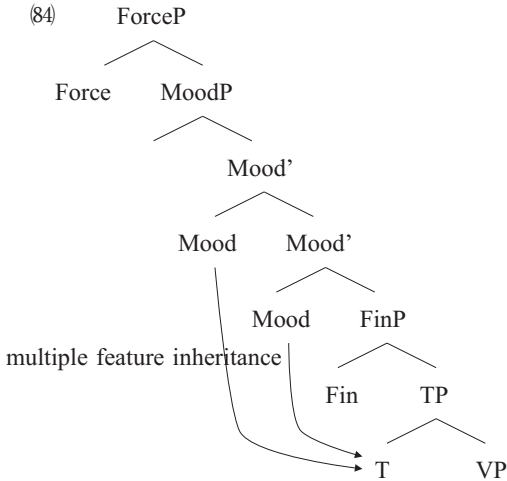 (84) ForceP
Force MoodP
Mood’
Mood Mood’
Mood FinP
multiple feature inheritance
Fin TP
T VP